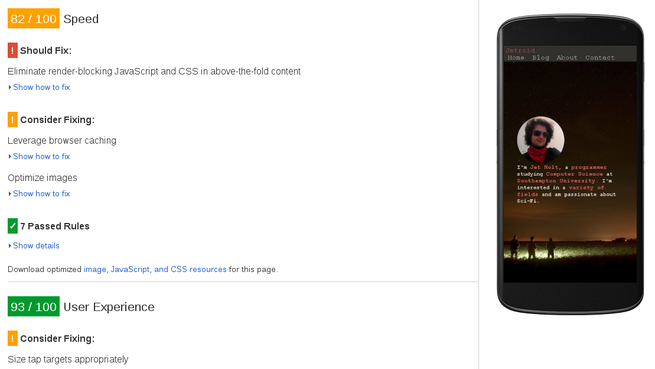 82 / 100 Speed
! Should Fix:
Eliminate render-blocking JavaScript and CSS in above-the-fold content
Show how to fix
! Consider Fixing:
Leverage browser caching
Show how to fix
Optimize images
Show how to fix
✓ 7 Passed Rules
Show details
Download optimized image, JavaScript, and CSS resources for this page.
93 / 100 User Experience
! Consider Fixing:
Size tap targets appropriately
Jetroid
Home Blog About Contact
I'm Jet Holt, a programmer
studying Computer Science at
Southampton University. I'm
interested in a variety of
fields and am passionate about
Sci-Fi.